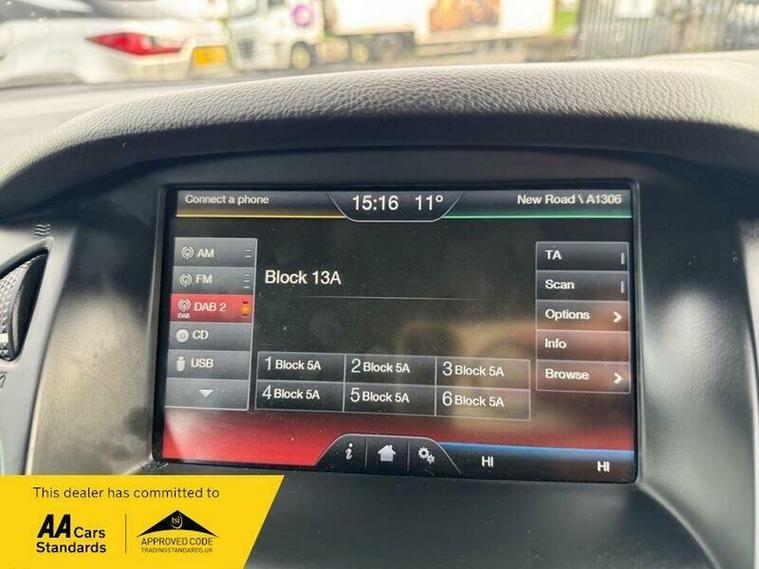 Connect a phone
15:16 11°
New Road \ A1306
AM
FM
DAB
DAB 2
CD
USB
Block 13A
TA
Scan
Options
Info
Browse
1 Block 5A
2 Block 5A
3 Block 5A
4 Block 5A
5 Block 5A
6 Block 5A
i
HI
HI
This dealer has committed to
AA Cars
Standards
tsi
APPROVED CODE
TRADINGSTANDARDS.UK